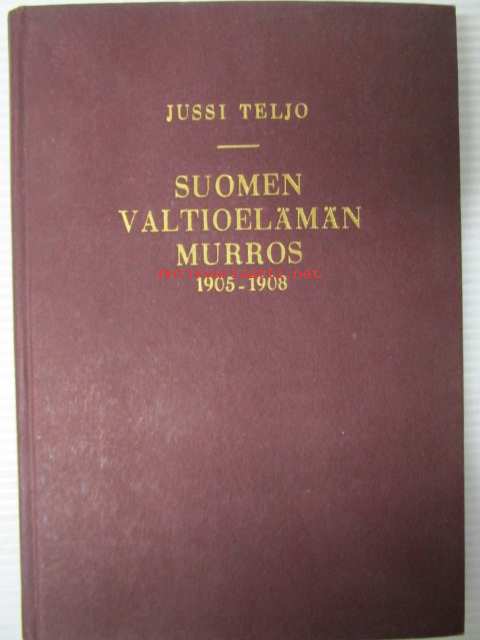 JUSSI TELJO
SUOMEN
VALTIOELÄMÄN
MURROS
1905-1908